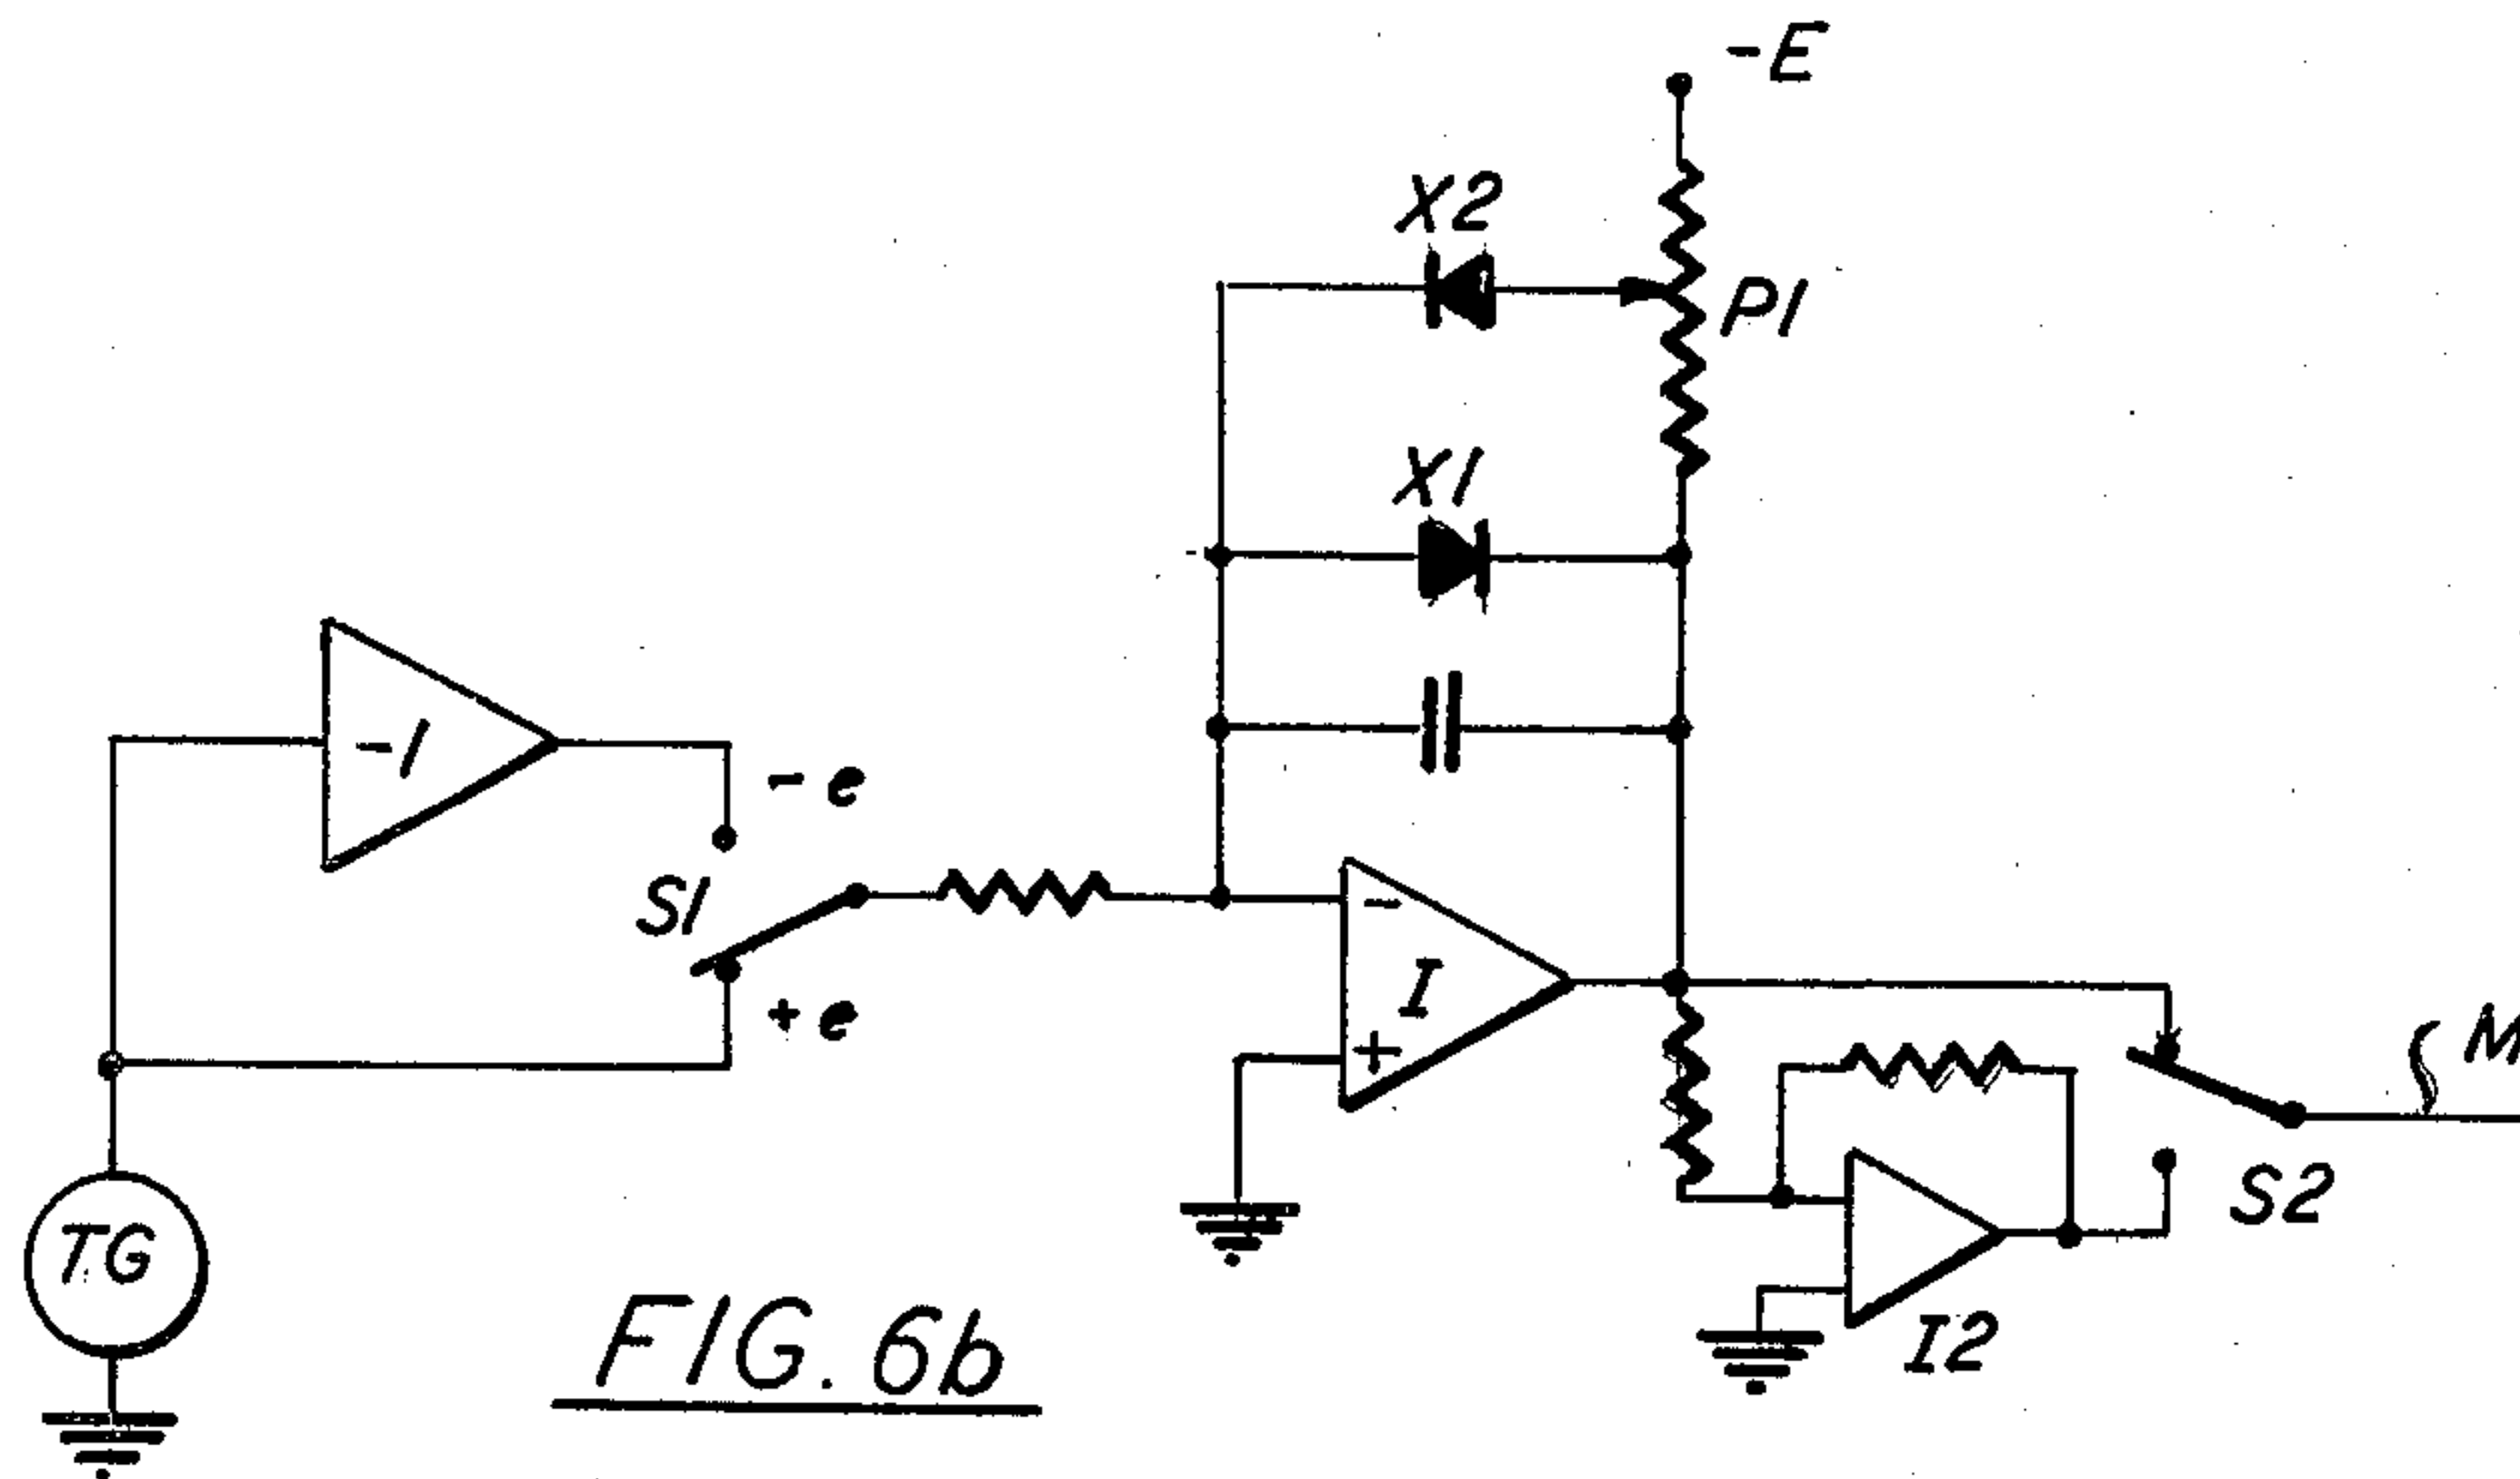 -E
X2
P1
X1
-1
- e
S1
-
I
+ e
+
M
S2
TG
I2
FIG. 6b